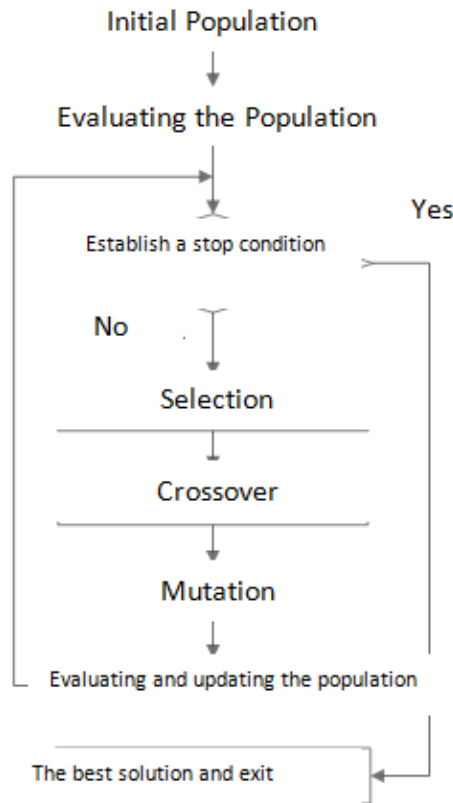 Initial Population
Evaluating the Population
Yes
Establish a stop condition
No
Selection
Crossover
Mutation
Evaluating and updating the population
The best solution and exit